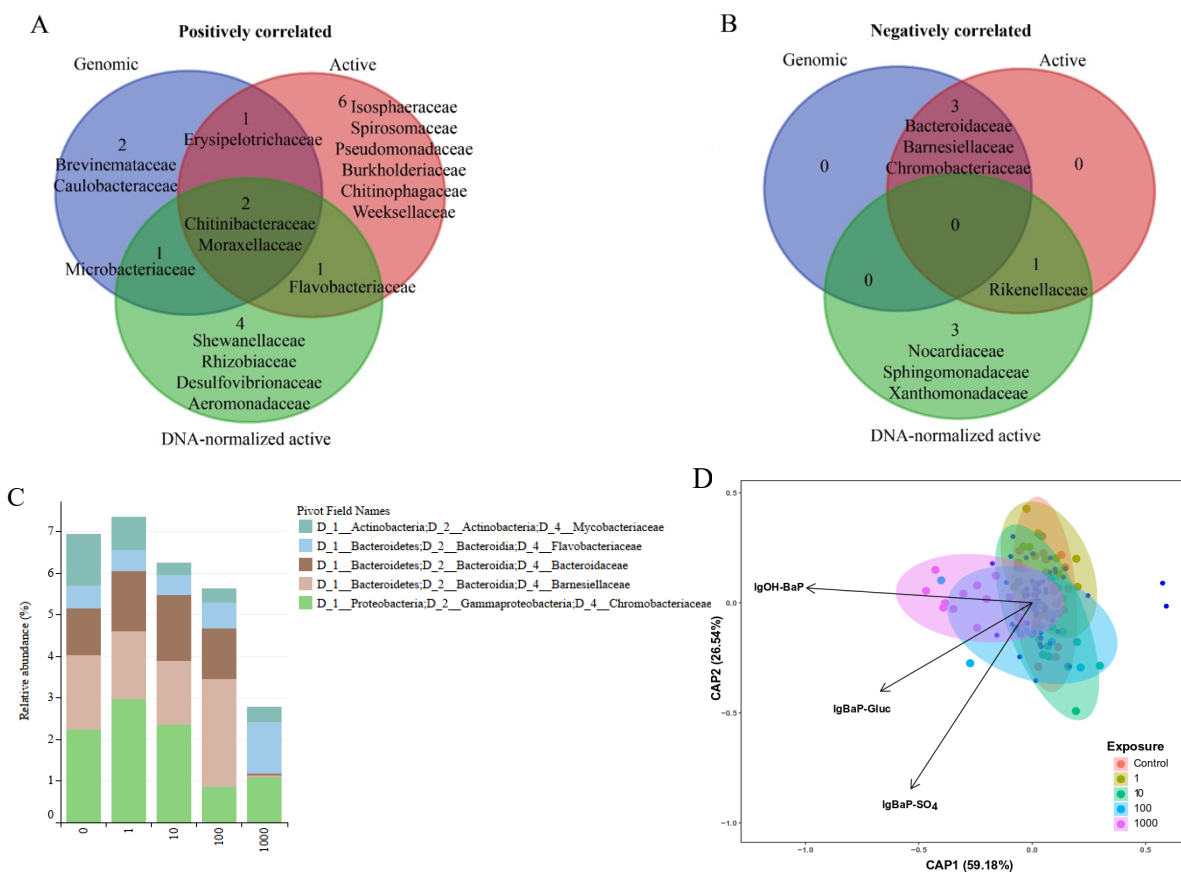 A
Positively correlated
Genomic
Active
1
Erysipelotrichaceae
2
Brevinemataceae
Caulobacteraceae
6 Isosphaeraceae
Spirosomaceae
Pseudomonadaceae
Burkholderiaceae
Chitinophagaceae
Weeksellaceae
2
Chitinibacteraceae
Moraxellaceae
1
Microbacteriaceae
1
Flavobacteriaceae
4
Shewanellaceae
Rhizobiaceae
Desulfovibrionaceae
Aeromonadaceae
DNA-normalized active
B
Negatively correlated
Genomic
Active
3
Bacteroidaceae
Barnesiellaceae
Chromobacteriaceae
0
0
0
0
1
Rikenellaceae
3
Nocardiaceae
Sphingomonadaceae
Xanthomonadaceae
DNA-normalized active
C
Relative abundance (%)
7
6
5
4
3
2
1
0
0
1
10
100
1000
Pivot Field Names
D_1__Actinobacteria;D_2__Actinobacteria;D_4__Mycobacteriaceae
D_1__Bacteroidetes;D_2__Bacteroidia;D_4__Flavobacteriaceae
D_1__Bacteroidetes;D_2__Bacteroidia;D_4__Bacteroidaceae
D_1__Bacteroidetes;D_2__Bacteroidia;D_4__Barnesiellaceae
D_1__Proteobacteria;D_2__Gammaproteobacteria;D_4__Chromobacteriaceae
D
CAP2 (26.54%)
0.5
0.0
-0.5
-1.0
lgOH-BaP
lgBaP-Gluc
lgBaP-SO4
Exposure
Control
1
10
100
1000
-1.0
-0.5
0.0
0.5
CAP1 (59.18%)